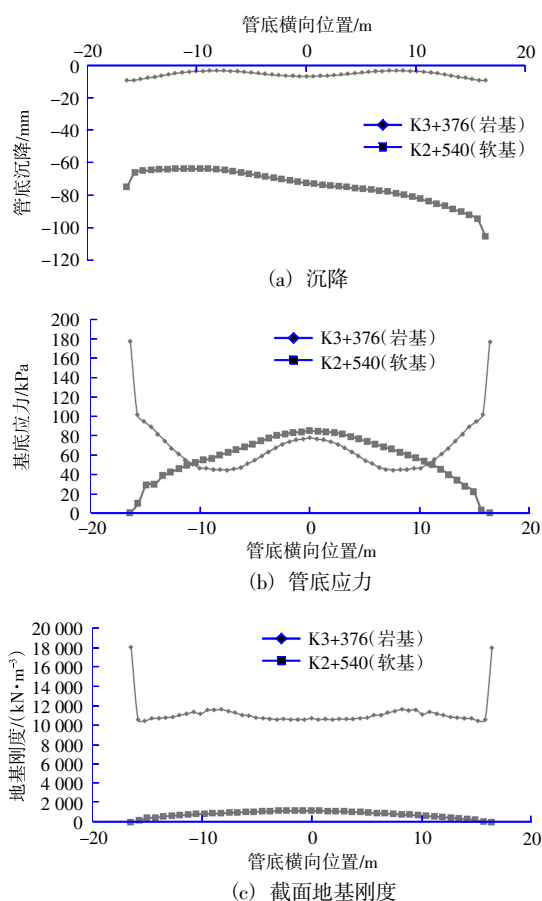 管底横向位置/m
-20 -10 0 10 20
0
-20
-40
-60
-80
-100
-120
管底沉降/mm
K3+376(岩基)
K2+540(软基)
(a) 沉降
200
180
160
140
120
100
80
60
40
20
0
基底应力/kPa
K3+376(岩基)
K2+540(软基)
-20 -10 0 10 20
管底横向位置/m
(b) 管底应力
20 000
18 000
16 000
14 000
12 000
10 000
8 000
6 000
4 000
2 000
0
地基刚度/(kN·m⁻³)
K3+376(岩基)
K2+540(软基)
-20 -10 0 10 20
管底横向位置/m
(c) 截面地基刚度